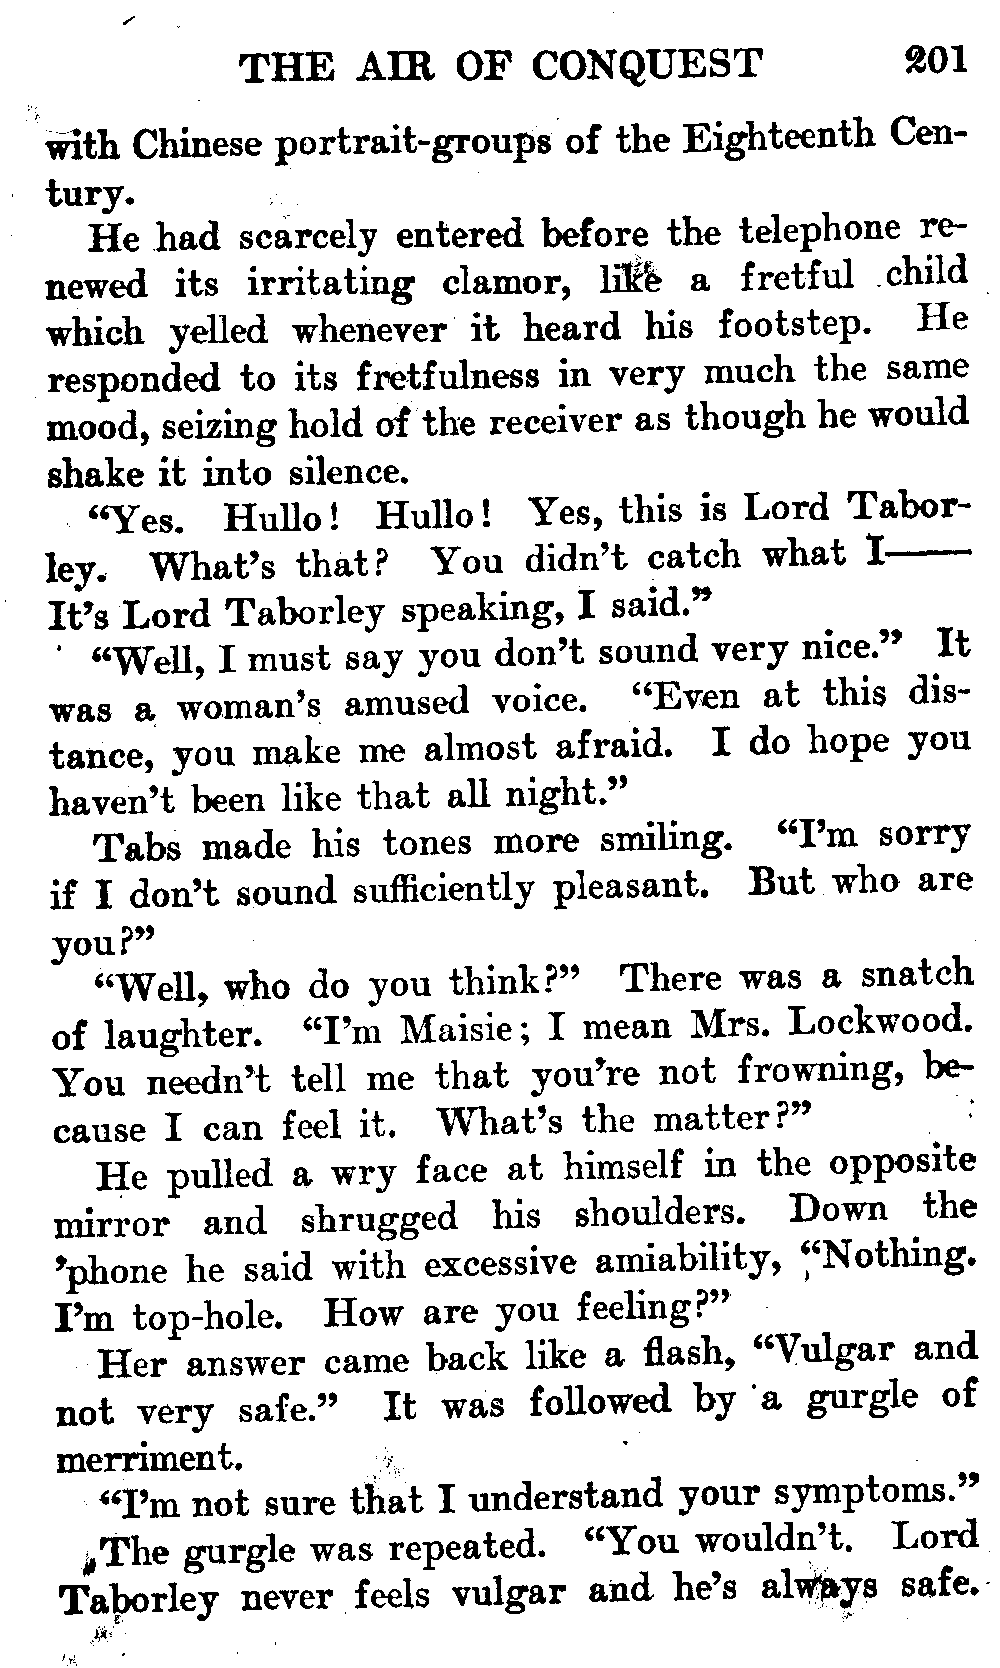 THE AIR OF CONQUEST 201
with Chinese portrait-groups of the Eighteenth Cen-
tury.
He had scarcely entered before the telephone re-
newed its irritating clamor, like a fretful child
which yelled whenever it heard his footstep. He
responded to its fretfulness in very much the same
mood, seizing hold of the receiver as though he would
shake it into silence.
“Yes. Hullo! Hullo! Yes, this is Lord Tabor-
ley. What’s that? You didn’t catch what I——
It’s Lord Taborley speaking, I said.”
“Well, I must say you don’t sound very nice.” It
was a woman’s amused voice. “Even at this dis-
tance, you make me almost afraid. I do hope you
haven’t been like that all night.”
Tabs made his tones more smiling. “I’m sorry
if I don’t sound sufficiently pleasant. But who are
you?”
“Well, who do you think?” There was a snatch
of laughter. “I’m Maisie; I mean Mrs. Lockwood.
You needn’t tell me that you’re not frowning, be-
cause I can feel it. What’s the matter?”
He pulled a wry face at himself in the opposite
mirror and shrugged his shoulders. Down the
’phone he said with excessive amiability, “Nothing.
I’m top-hole. How are you feeling?”
Her answer came back like a flash, “Vulgar and
not very safe.” It was followed by a gurgle of
merriment.
“I’m not sure that I understand your symptoms.”
The gurgle was repeated. “You wouldn’t. Lord
Taborley never feels vulgar and he’s always safe.